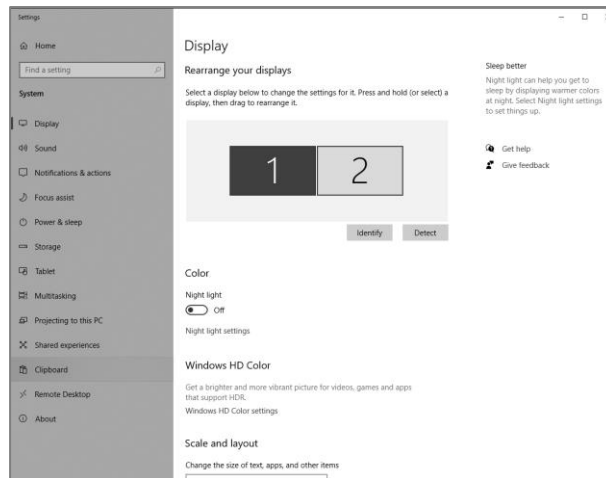 Settings
Home
Find a setting
System
Display
Sound
Notifications & actions
Focus assist
Power & sleep
Storage
Tablet
Multitasking
Projecting to this PC
Shared experiences
Clipboard
Remote Desktop
About
Display
Rearrange your displays
Select a display below to change the settings for it. Press and hold (or select) a
display, then drag to rearrange it.
1 2
Identify Detect
Color
Night light
Off
Night light settings
Windows HD Color
Get a brighter and more vibrant picture for videos, games and apps
that support HDR.
Windows HD Color settings
Scale and layout
Change the size of text, apps, and other items
Sleep better
Night light can help you get to
sleep by displaying warmer colors
at night. Select Night light settings
to set things up.
Get help
Give feedback